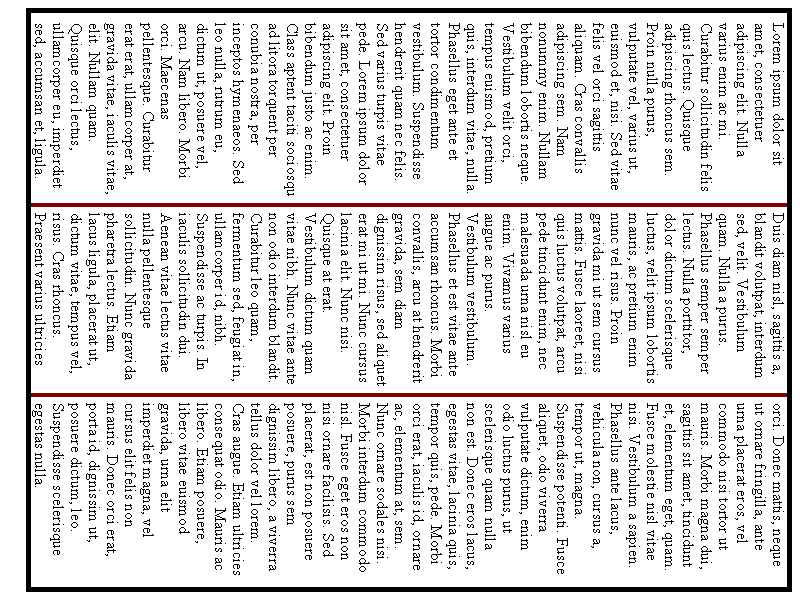 Lorem ipsum dolor sit
amet, consectetuer
adipiscing elit. Nulla
varius enim ac mi.
Curabitur sollicitudin felis
quis lectus. Quisque
adipiscing rhoncus sem.
Proin nulla purus,
vulputate vel, varius ut,
euismod et, nisi. Sed vitae
felis vel orci sagittis
aliquam. Cras convallis
adipiscing sem. Nam
nonummy enim. Nullam
bibendum lobortis neque.
Vestibulum velit orci,
tempus euismod, pretium
quis, interdum vitae, nulla.
Phasellus eget ante et
tortor condimentum
vestibulum. Suspendisse
hendrerit quam nec felis.
Sed varius turpis vitae
pede. Lorem ipsum dolor
sit amet, consectetuer
adipiscing elit. Proin
bibendum justo ac enim.
Class aptent taciti sociosqu
ad litora torquent per
conubia nostra, per
inceptos hymenaeos. Sed
leo nulla, rutrum eu,
dictum ut, posuere vel,
arcu. Nam libero. Morbi
orci. Maecenas
pellentesque. Curabitur
erat erat, ullamcorper at,
gravida vitae, iaculis vitae,
elit. Nullam quam.
Quisque orci lectus,
ullamcorper eu, imperdiet
sed, accumsan et, ligula.
Duis diam nisl, sagittis a,
blandit volutpat, interdum
sed, velit. Vestibulum
quam. Nulla a purus.
Phasellus semper semper
lectus. Nulla porttitor,
dolor dictum scelerisque
luctus, velit ipsum lobortis
mauris, ac pretium enim
nunc vel risus. Proin
gravida mi ut sem cursus
mattis. Fusce laoreet, nisi
quis luctus volutpat, arcu
pede tincidunt enim, nec
malesuada urna nisl eu
enim. Vivamus varius
augue ac purus.
Vestibulum vestibulum.
Phasellus et est vitae ante
accumsan rhoncus. Morbi
convallis, arcu at hendrerit
gravida, sem diam
dignissim risus, sed aliquet
erat mi ut mi. Nunc cursus
lacinia elit. Nunc nisi.
Quisque at erat.
Vestibulum dictum quam
vitae nibh. Nunc vitae ante
non odio interdum blandit.
Curabitur leo quam,
fermentum sed, feugiat in,
ullamcorper id, nibh.
Suspendisse ac turpis. In
iaculis sollicitudin dui.
Aenean vitae lectus vitae
nulla pellentesque
sollicitudin. Nunc gravida
pharetra lectus. Etiam
lacus ligula, placerat ut,
dictum vitae, tempus vel,
risus. Cras rhoncus.
Praesent varius ultricies
orci. Donec mattis, neque
ut ornare fringilla, ante
urna placerat eros, vel
commodo nisi tortor ut
mauris. Morbi magna dui,
sagittis sit amet, tincidunt
et, elementum eget, quam.
Fusce molestie nisl vitae
nisi. Vestibulum a sapien.
Phasellus ante lacus,
vehicula non, cursus a,
tempor ut, magna.
Suspendisse potenti. Fusce
aliquet, odio viverra
vulputate dictum, enim
odio luctus purus, ut
scelerisque quam nulla
non est. Donec eros lacus,
egestas vitae, lacinia quis,
tempor quis, pede. Morbi
orci erat, iaculis id, ornare
ac, elementum at, sem.
Nunc ornare sodales nisi.
Morbi interdum commodo
nisl. Fusce eget eros non
nisi ornare facilisis. Sed
placerat, est non posuere
posuere, purus sem
dignissim libero, a viverra
tellus dolor vel lorem.
Cras augue. Etiam ultricies
consequat odio. Mauris ac
libero. Etiam posuere,
libero vitae euismod
gravida, urna elit
imperdiet magna, vel
cursus elit felis non
mauris. Donec orci erat,
porta id, dignissim ut,
posuere dictum, leo.
Suspendisse scelerisque
egestas nulla.